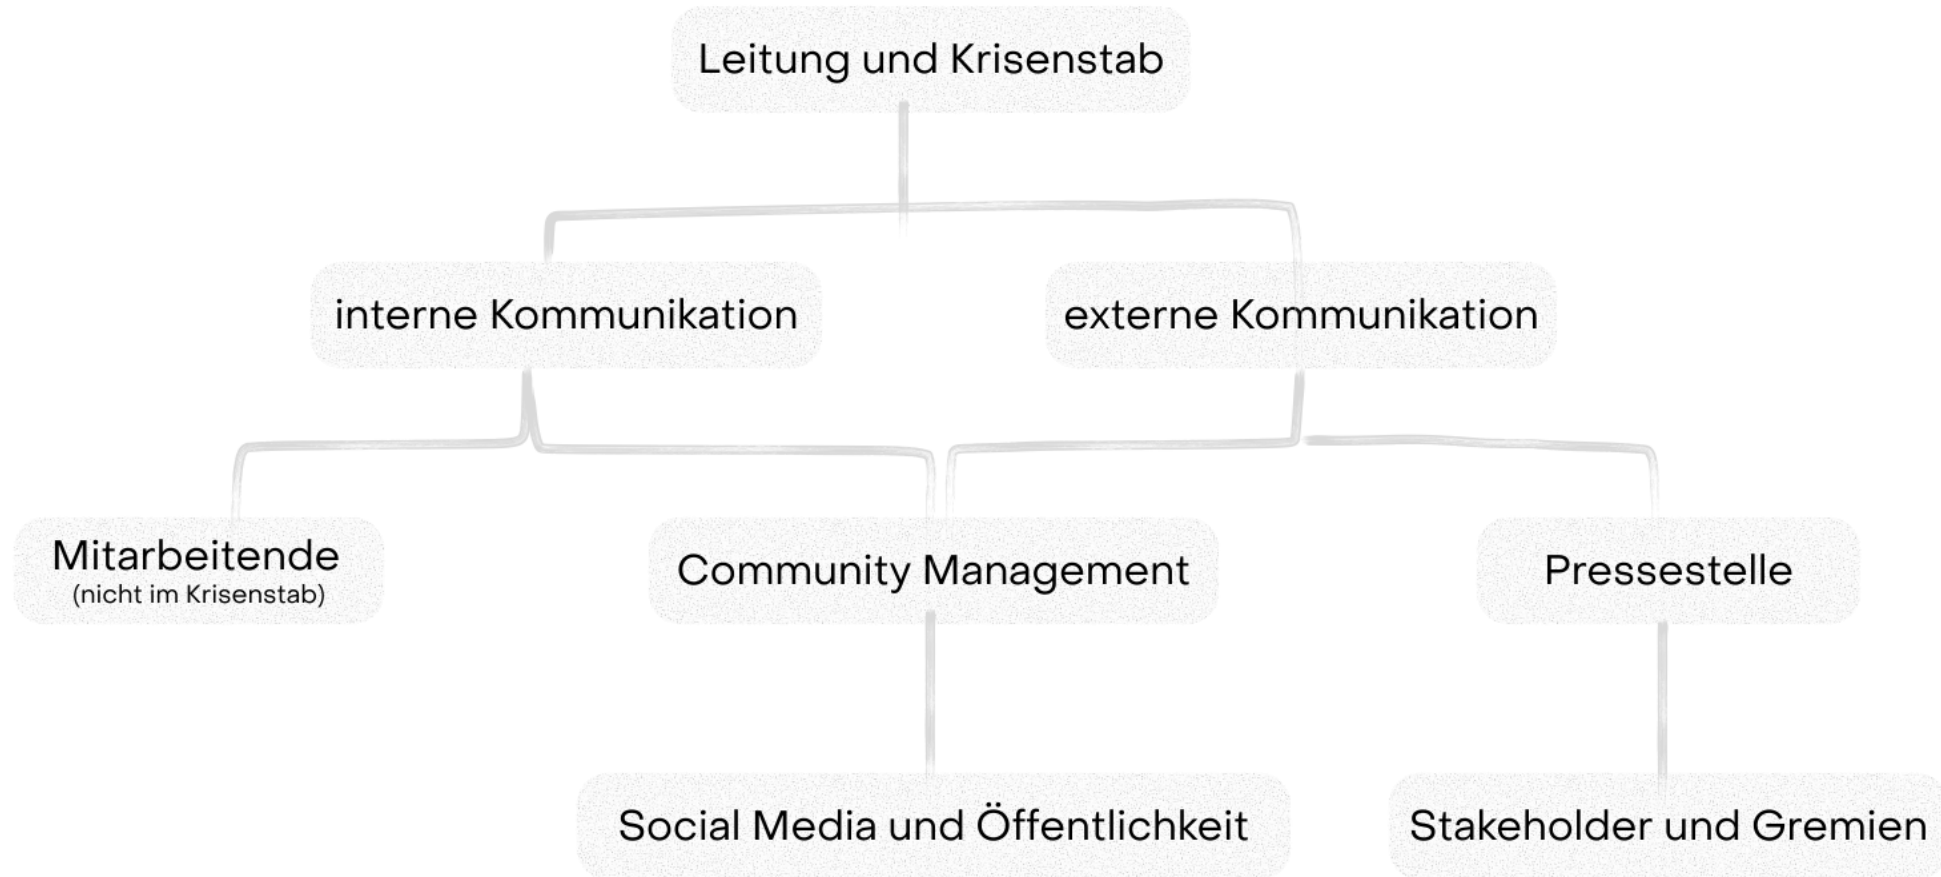 Leitung und Krisenstab
interne Kommunikation
externe Kommunikation
Mitarbeitende
(nicht im Krisenstab)
Community Management
Pressestelle
Social Media und Öffentlichkeit
Stakeholder und Gremien